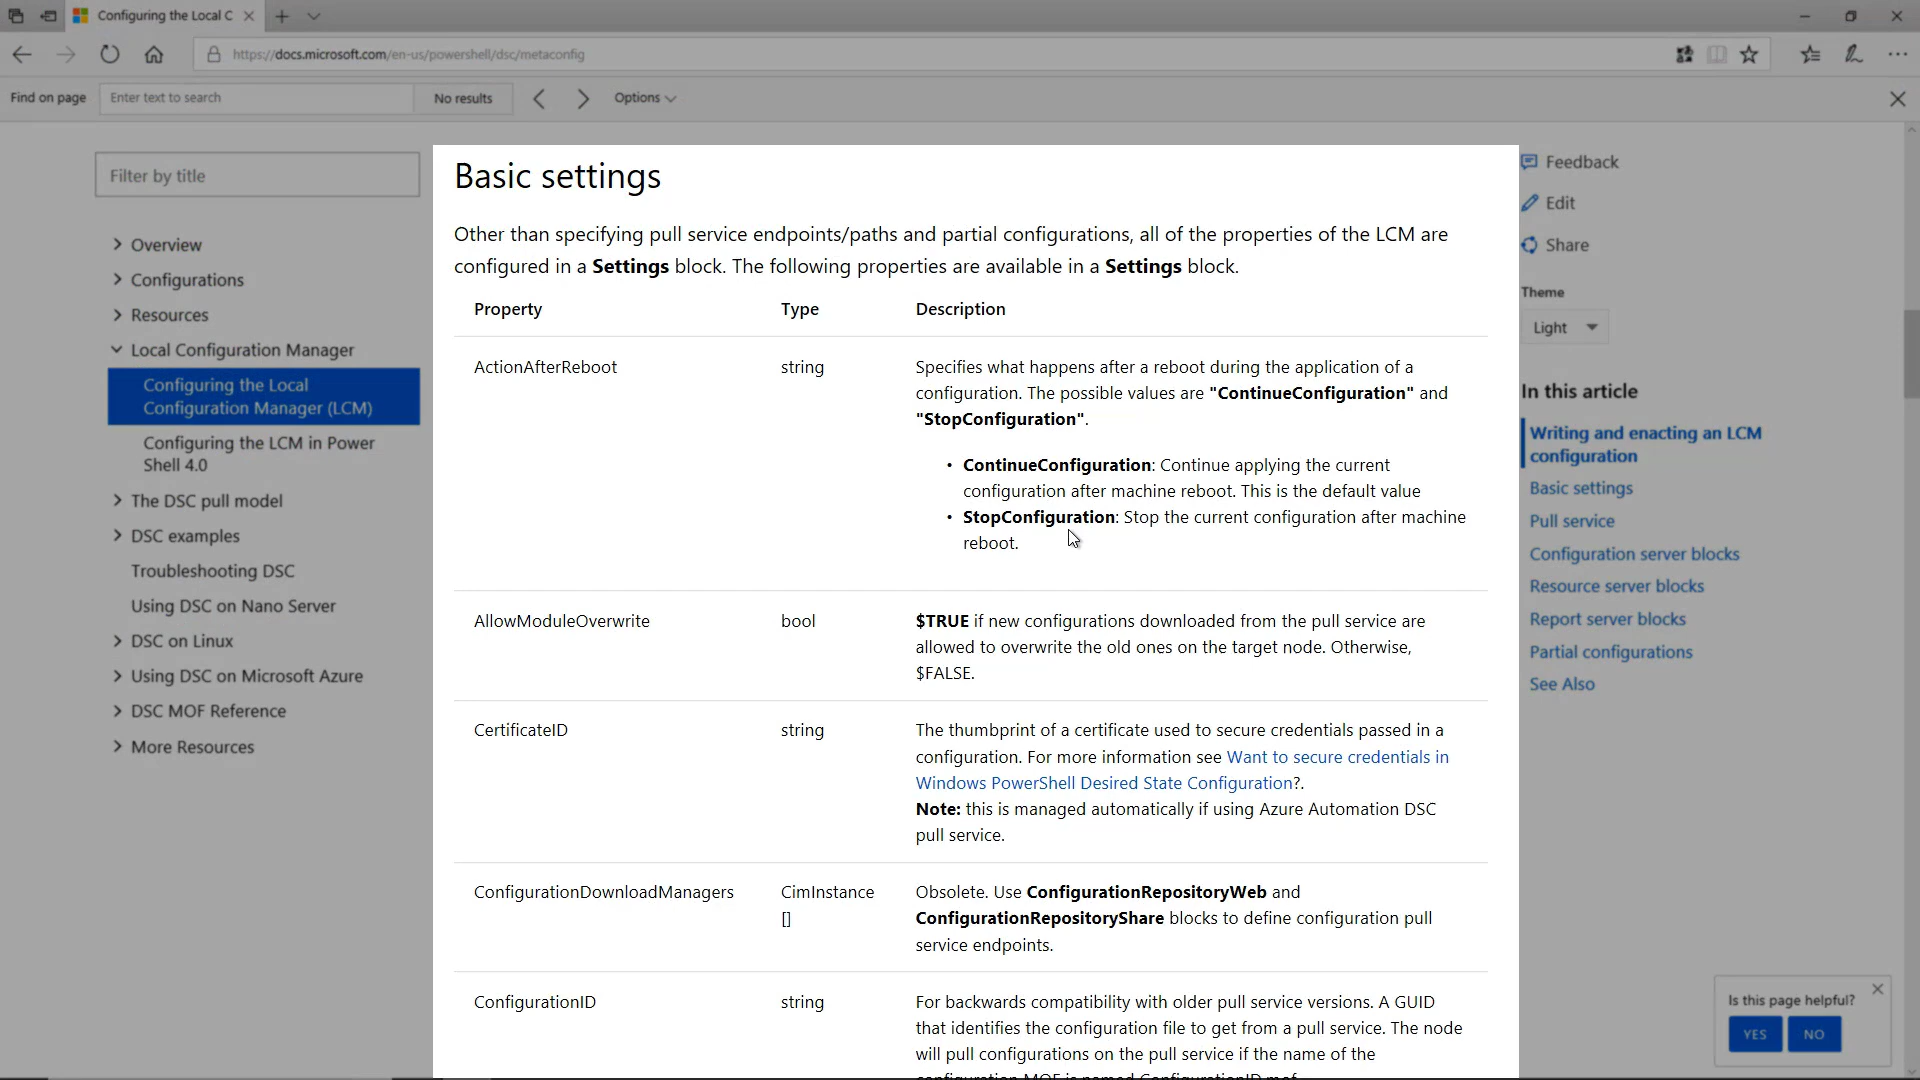 Configuring the Local C
https://docs.microsoft.com/en-us/powershell/dsc/metaconfig
Find on page
Enter text to search
No results
Options
Filter by title
Overview
Configurations
Resources
Local Configuration Manager
Configuring the Local
Configuration Manager (LCM)
Configuring the LCM in Power
Shell 4.0
The DSC pull model
DSC examples
Troubleshooting DSC
Using DSC on Nano Server
DSC on Linux
Using DSC on Microsoft Azure
DSC MOF Reference
More Resources
Basic settings
Other than specifying pull service endpoints/paths and partial configurations, all of the properties of the LCM are
configured in a Settings block. The following properties are available in a Settings block.
Property Type Description
ActionAfterReboot string Specifies what happens after a reboot during the application of a
configuration. The possible values are "ContinueConfiguration" and
"StopConfiguration".
• ContinueConfiguration: Continue applying the current
configuration after machine reboot. This is the default value
• StopConfiguration: Stop the current configuration after machine
reboot.
AllowModuleOverwrite bool $TRUE if new configurations downloaded from the pull service are
allowed to overwrite the old ones on the target node. Otherwise,
$FALSE.
CertificateID string The thumbprint of a certificate used to secure credentials passed in a
configuration. For more information see Want to secure credentials in
Windows PowerShell Desired State Configuration?.
Note: this is managed automatically if using Azure Automation DSC
pull service.
ConfigurationDownloadManagers CimInstance Obsolete. Use ConfigurationRepositoryWeb and
[] ConfigurationRepositoryShare blocks to define configuration pull
service endpoints.
ConfigurationID string For backwards compatibility with older pull service versions. A GUID
that identifies the configuration file to get from a pull service. The node
will pull configurations on the pull service if the name of the
configuration MOF is named ConfigurationID.mof.
Feedback
Edit
Share
Theme
Light
In this article
Writing and enacting an LCM
configuration
Basic settings
Pull service
Configuration server blocks
Resource server blocks
Report server blocks
Partial configurations
See Also
Is this page helpful?
YES NO